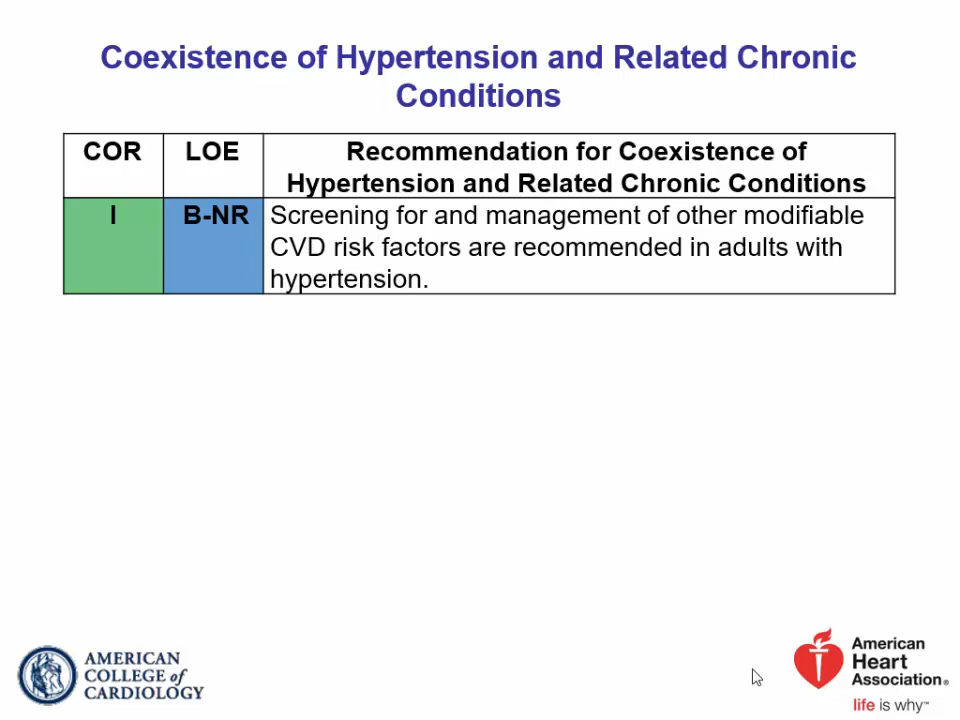 Coexistence of Hypertension and Related Chronic
Conditions
COR
LOE
Recommendation for Coexistence of
Hypertension and Related Chronic Conditions
I
B-NR
Screening for and management of other modifiable
CVD risk factors are recommended in adults with
hypertension.
AMERICAN
COLLEGE of
CARDIOLOGY
American
Heart
Association®
life is why™